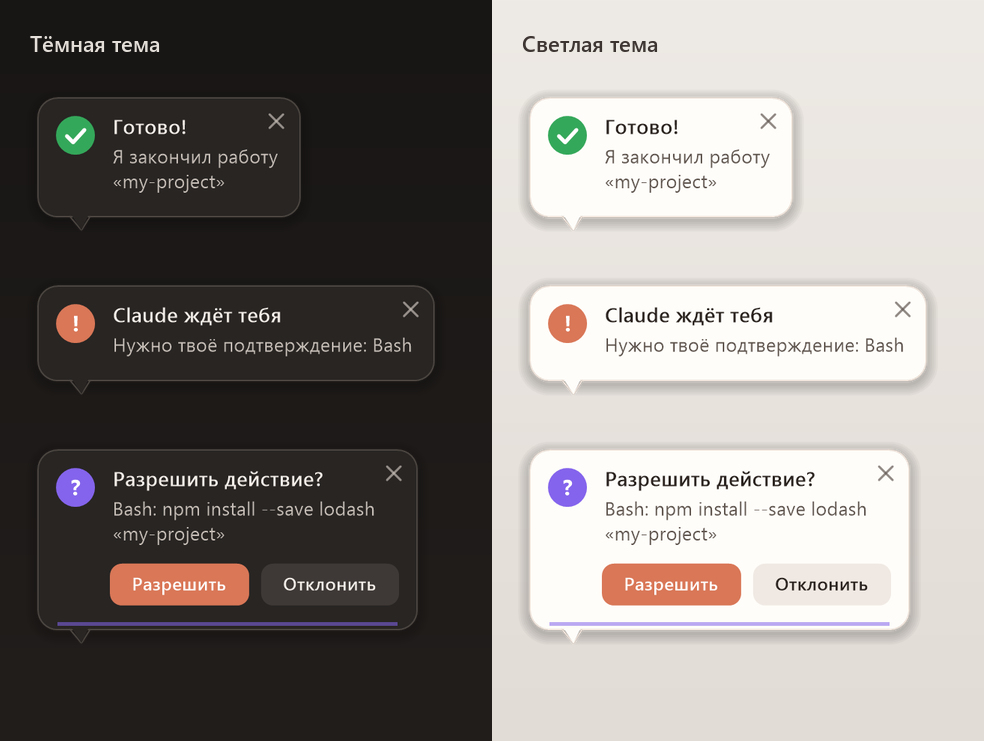 Тёмная тема
Готово!
Я закончил работу
«my-project»
Claude ждёт тебя
Нужно твоё подтверждение: Bash
Разрешить действие?
Bash: npm install --save lodash
«my-project»
Разрешить
Отклонить
Светлая тема
Готово!
Я закончил работу
«my-project»
Claude ждёт тебя
Нужно твоё подтверждение: Bash
Разрешить действие?
Bash: npm install --save lodash
«my-project»
Разрешить
Отклонить